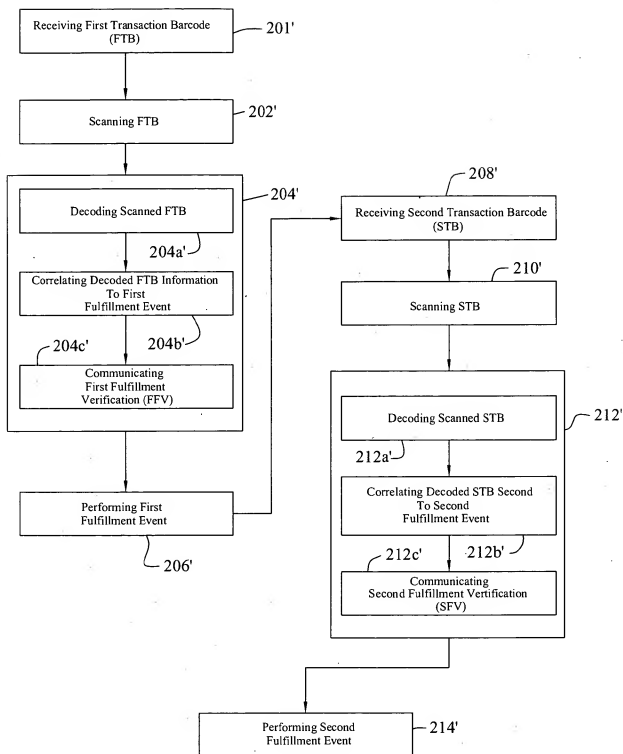 Receiving First Transaction Barcode
(FTB)
201'
Scanning FTB
202'
204'
Decoding Scanned FTB
204a'
Correlating Decoded FTB Information
To First
Fulfillment Event
204b'
204c'
Communicating
First Fulfillment
Verification (FFV)
Performing First
Fulfillment Event
206'
208'
Receiving Second Transaction Barcode
(STB)
210'
Scanning STB
212'
Decoding Scanned STB
212a'
Correlating Decoded STB Second
To Second
Fulfillment Event
212b'
212c'
Communicating
Second Fulfillment Vertification
(SFV)
Performing Second
Fulfillment Event
214'